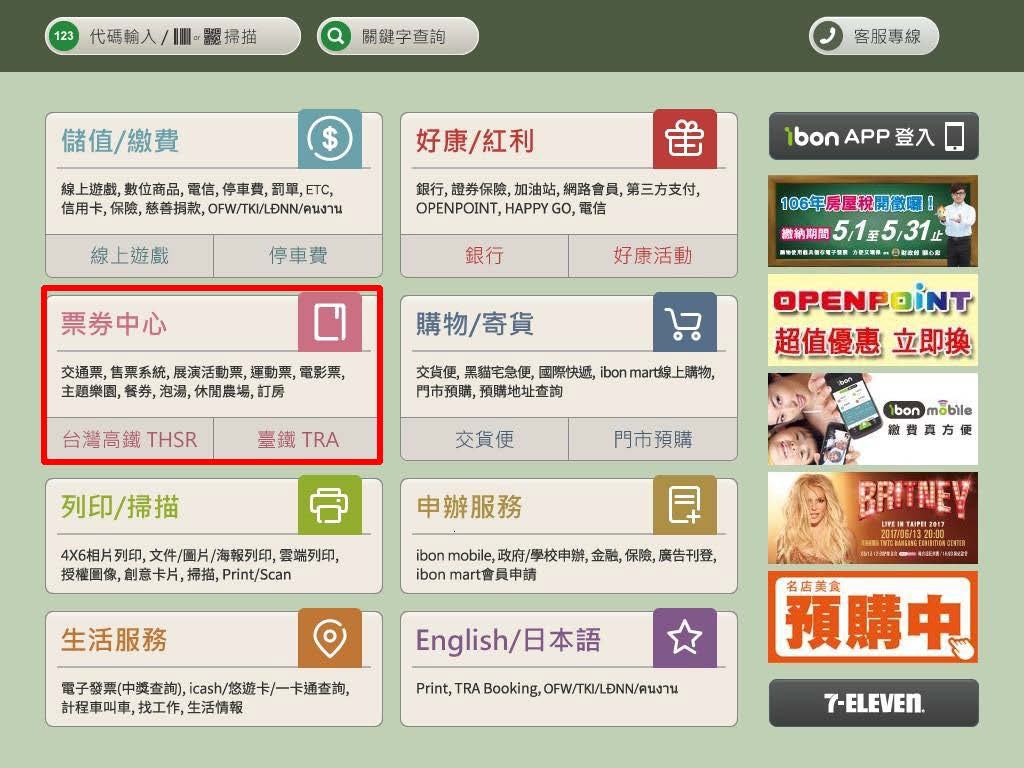 123 代碼輸入 / or 掃描
關鍵字查詢
客服專線
儲值/繳費
線上遊戲, 數位商品, 電信, 停車費, 罰單, ETC,
信用卡, 保險, 慈善捐款, OFW/TKI/LĐNN/คนงาน
線上遊戲
停車費
好康/紅利
銀行, 證券保險, 加油站, 網路會員, 第三方支付,
OPENPOINT, HAPPY GO, 電信
銀行
好康活動
票券中心
交通票, 售票系統, 展演活動票, 運動票, 電影票,
主題樂園, 餐券, 泡湯, 休閒農場, 訂房
台灣高鐵 THSR
臺鐵 TRA
購物/寄貨
交貨便, 黑貓宅急便, 國際快遞, ibon mart線上購物,
門市預購, 預購地址查詢
交貨便
門市預購
列印/掃描
4X6相片列印, 文件/圖片/海報列印, 雲端列印,
授權圖像, 創意卡片, 掃描, Print/Scan
申辦服務
ibon mobile, 政府/學校申辦, 金融, 保險, 廣告刊登,
ibon mart會員申請
生活服務
電子發票(中獎查詢), icash/悠遊卡/一卡通查詢,
計程車叫車, 找工作, 生活情報
English/日本語
Print, TRA Booking, OFW/TKI/LĐNN/คนงาน
ibon APP 登入
106年房屋稅開徵囉！
繳納期間 5/1至5/31止
OPENPOINT
超值優惠 立即換
ibon
ibon mobile
繳費真方便
BRITNEY
LIVE IN TAIPEI 2017
2017/06/13 20:00
名店美食
預購中
7-ELEVEN